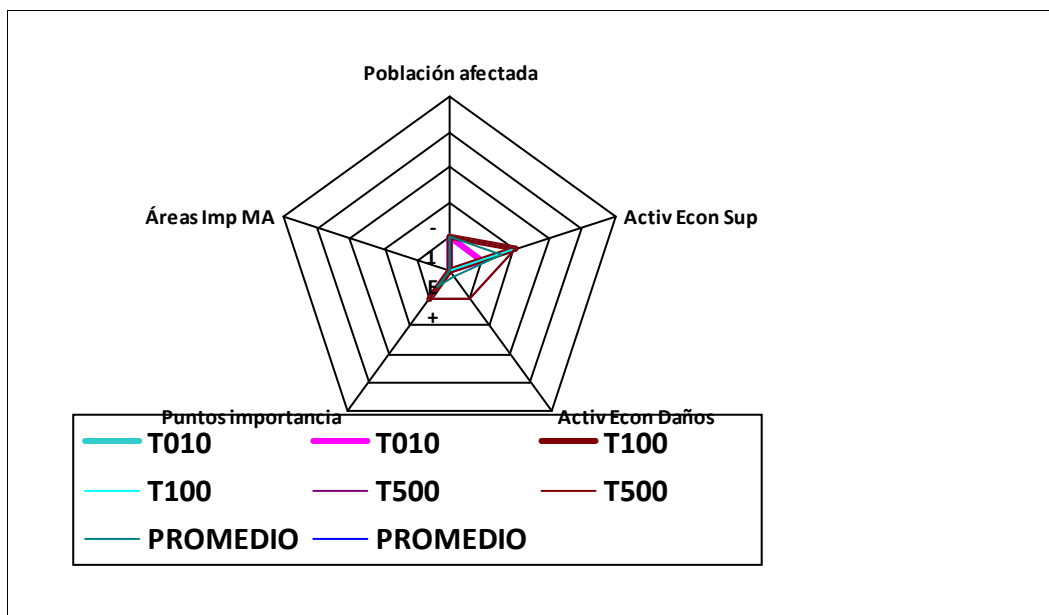 Población afectada
Áreas Imp MA
Activ Econ Sup
-
E
+
Puntos importancia
Activ Econ Daños
T010
T010
T100
T100
T500
T500
PROMEDIO
PROMEDIO